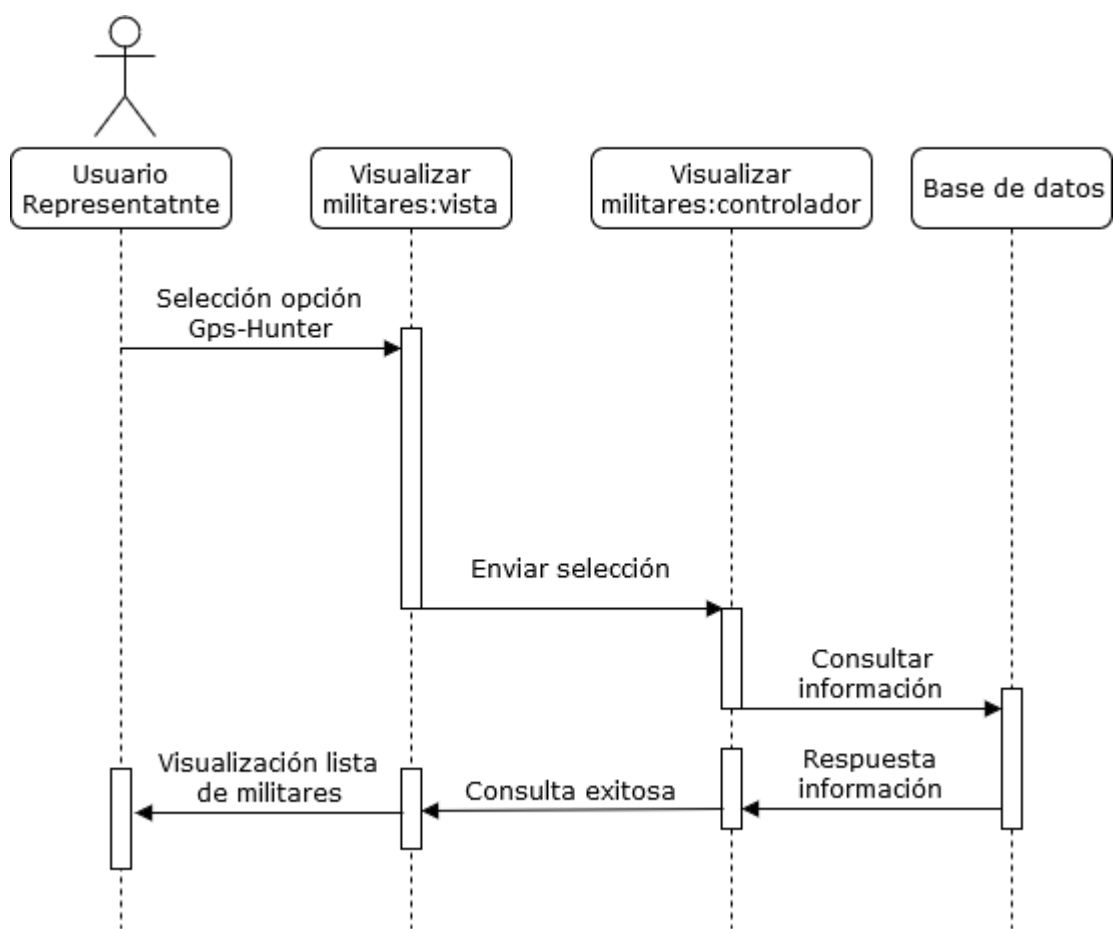 Usuario
Representatnte
Visualizar
militares:vista
Visualizar
militares:controlador
Base de datos
Selección opción
Gps-Hunter
Enviar selección
Consultar
información
Respuesta
información
Consulta exitosa
Visualización lista
de militares